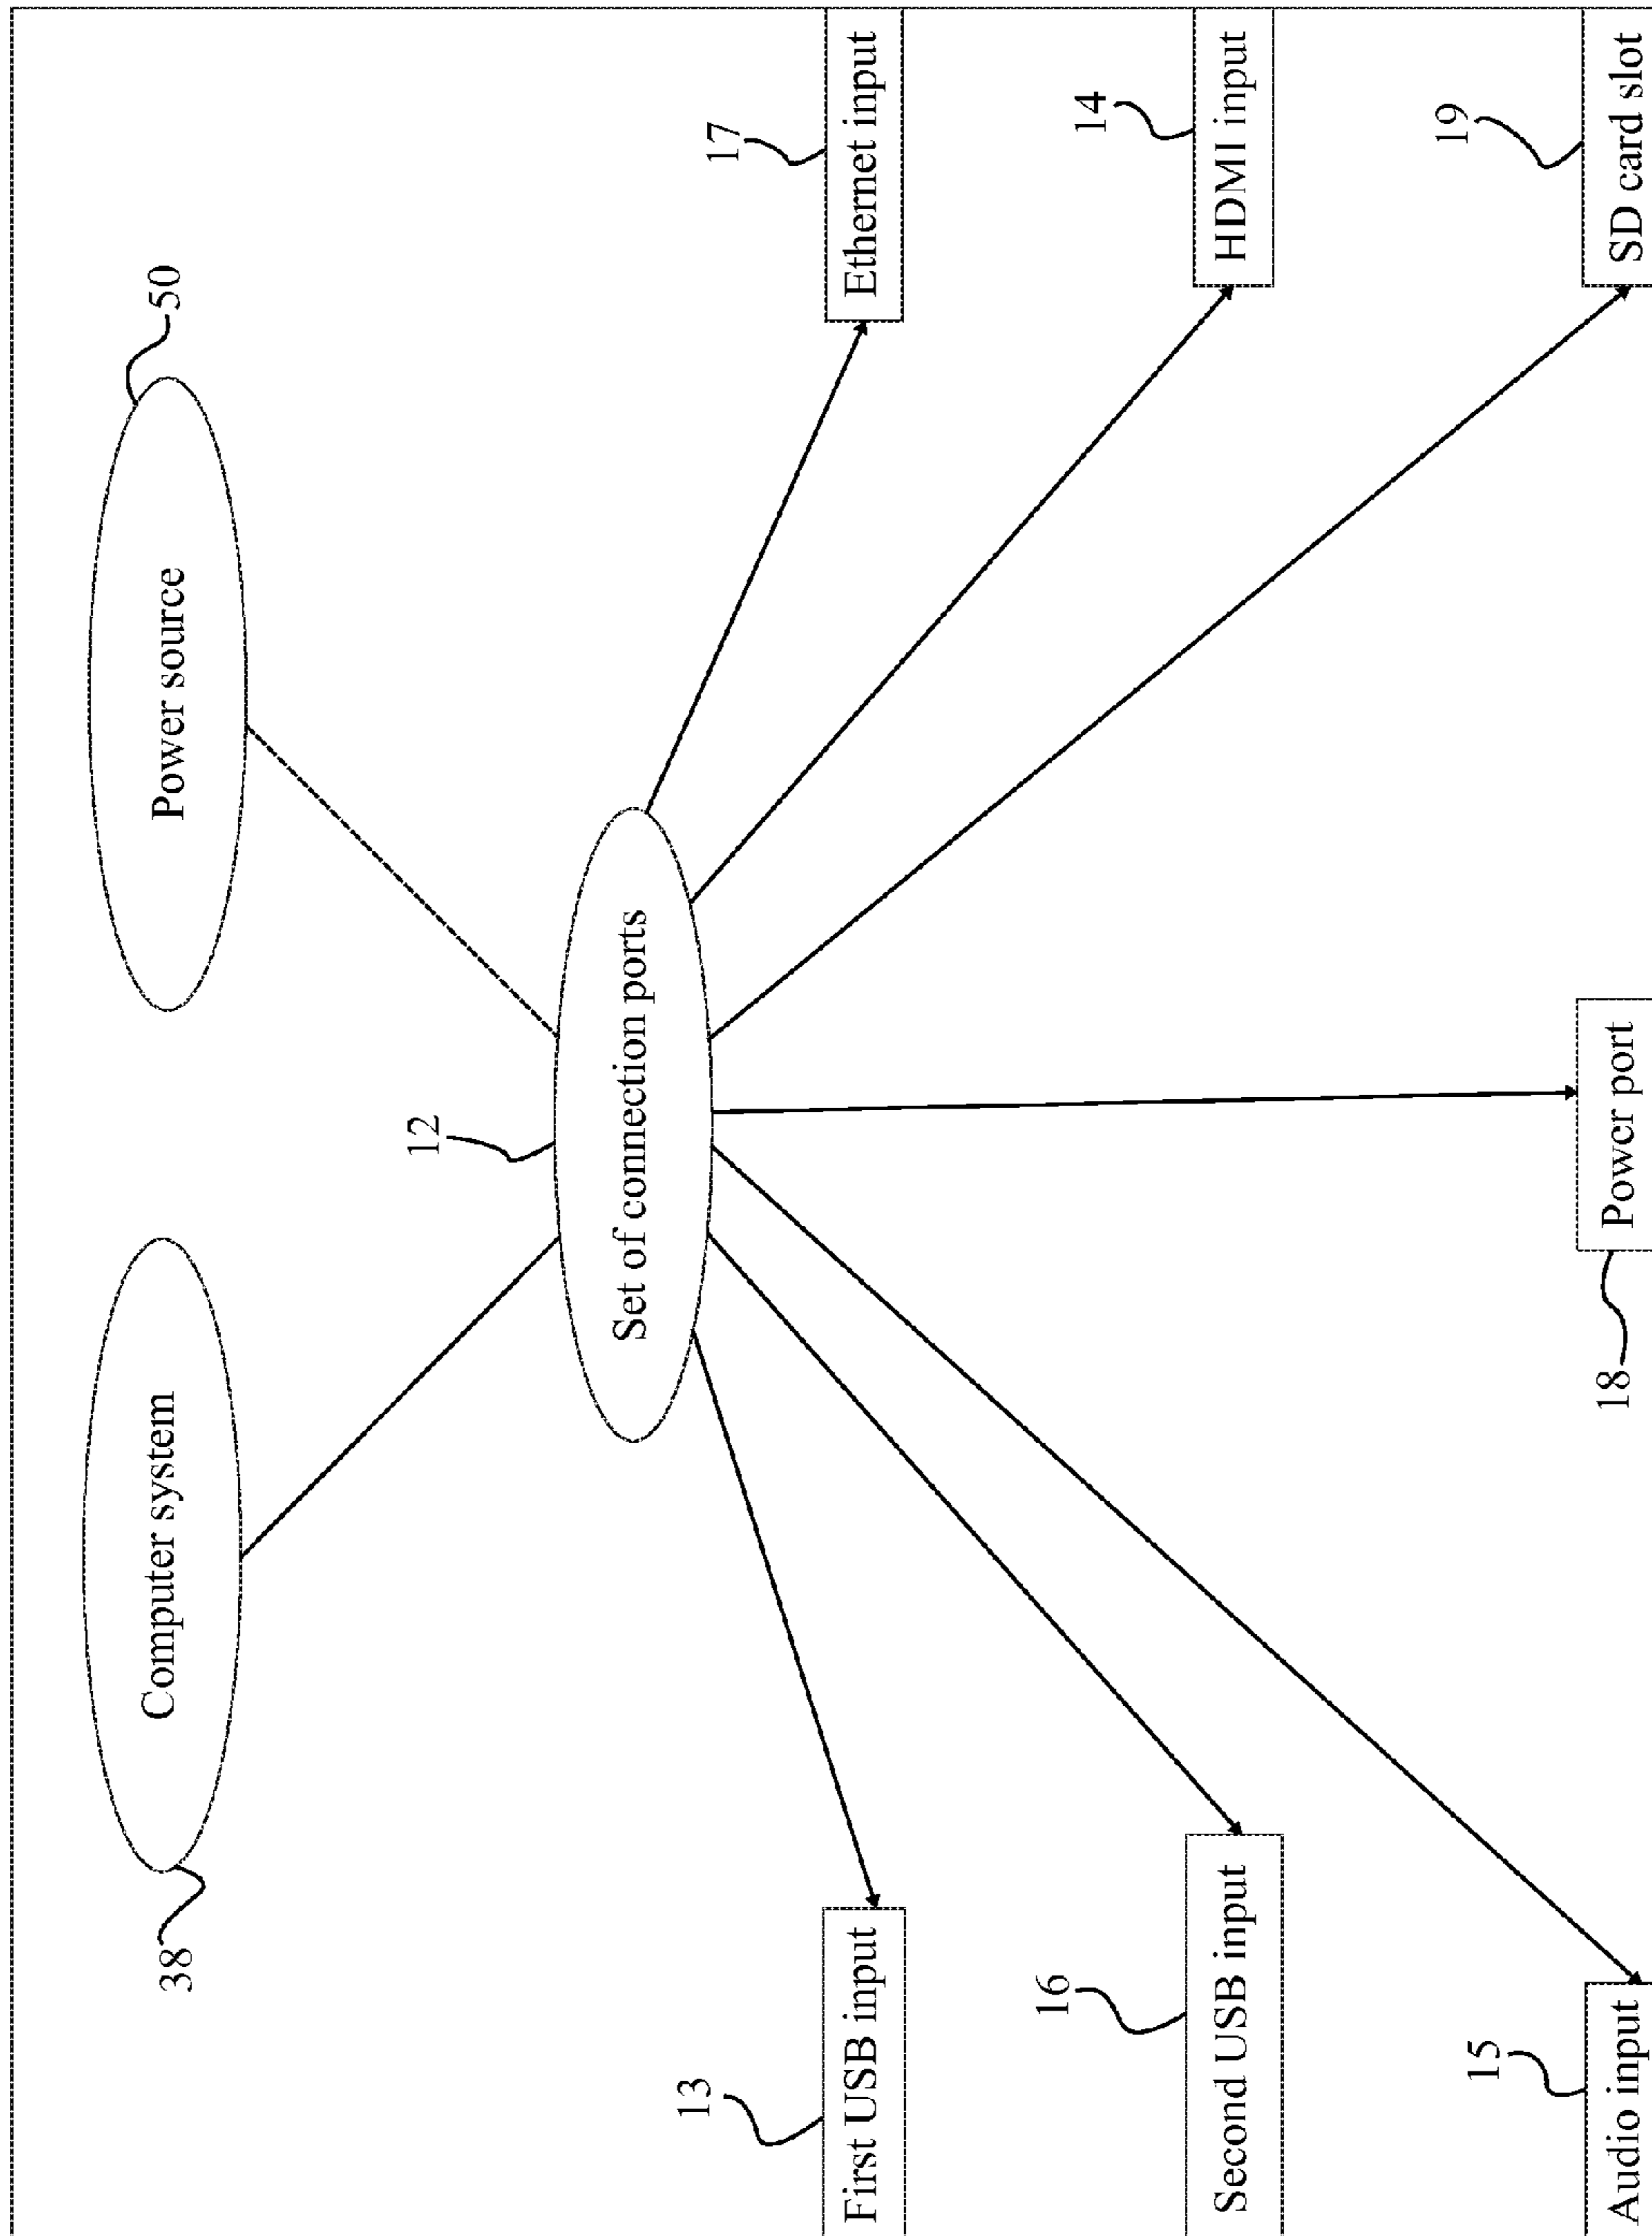 Computer system
38
Power source
50
12
Set of connection ports
13
First USB input
17
Ethernet input
16
Second USB input
14
HDMI input
15
Audio input
18
Power port
19
SD card slot